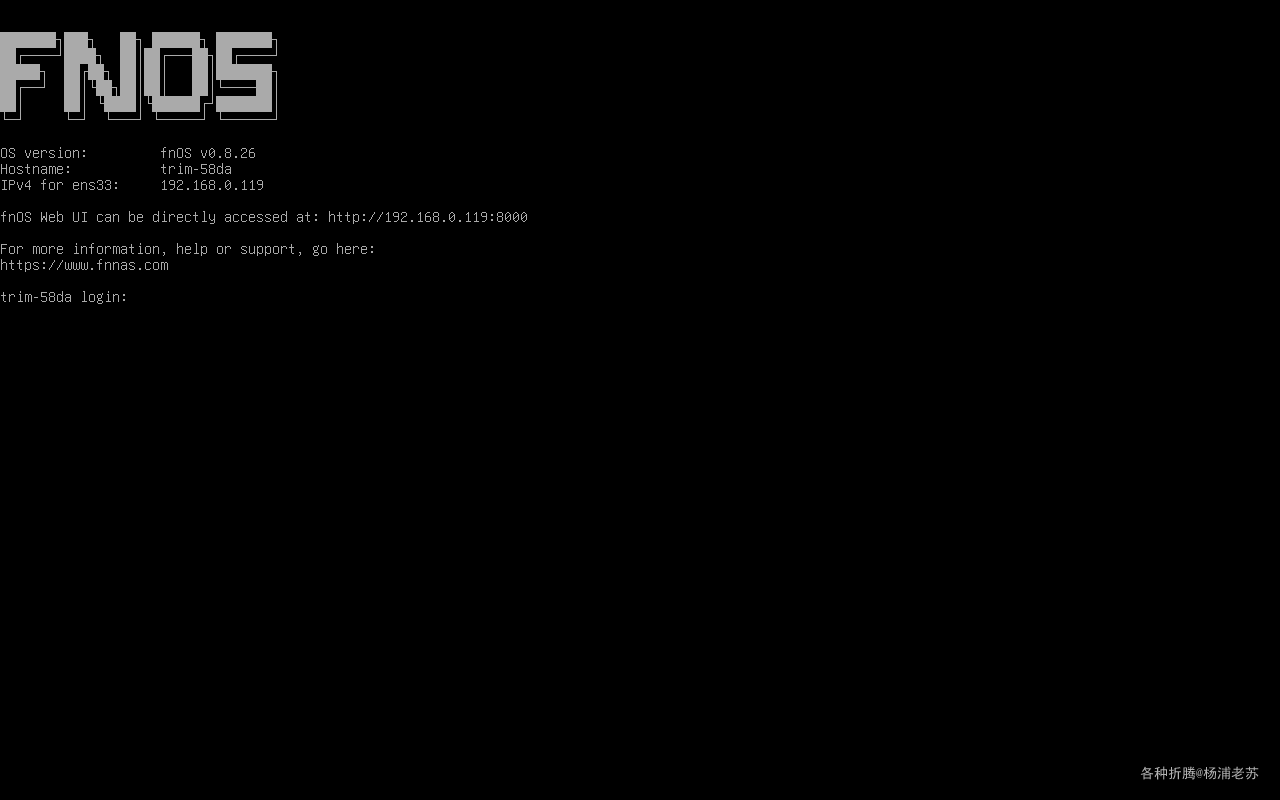 FNOS
OS version: fnOS v0.8.26
Hostname: trim-58da
IPv4 for ens33: 192.168.0.119
fnOS Web UI can be directly accessed at: http://192.168.0.119:8000
For more information, help or support, go here:
https://www.fnnas.com
trim-58da login:
各种折腾@杨浦老苏